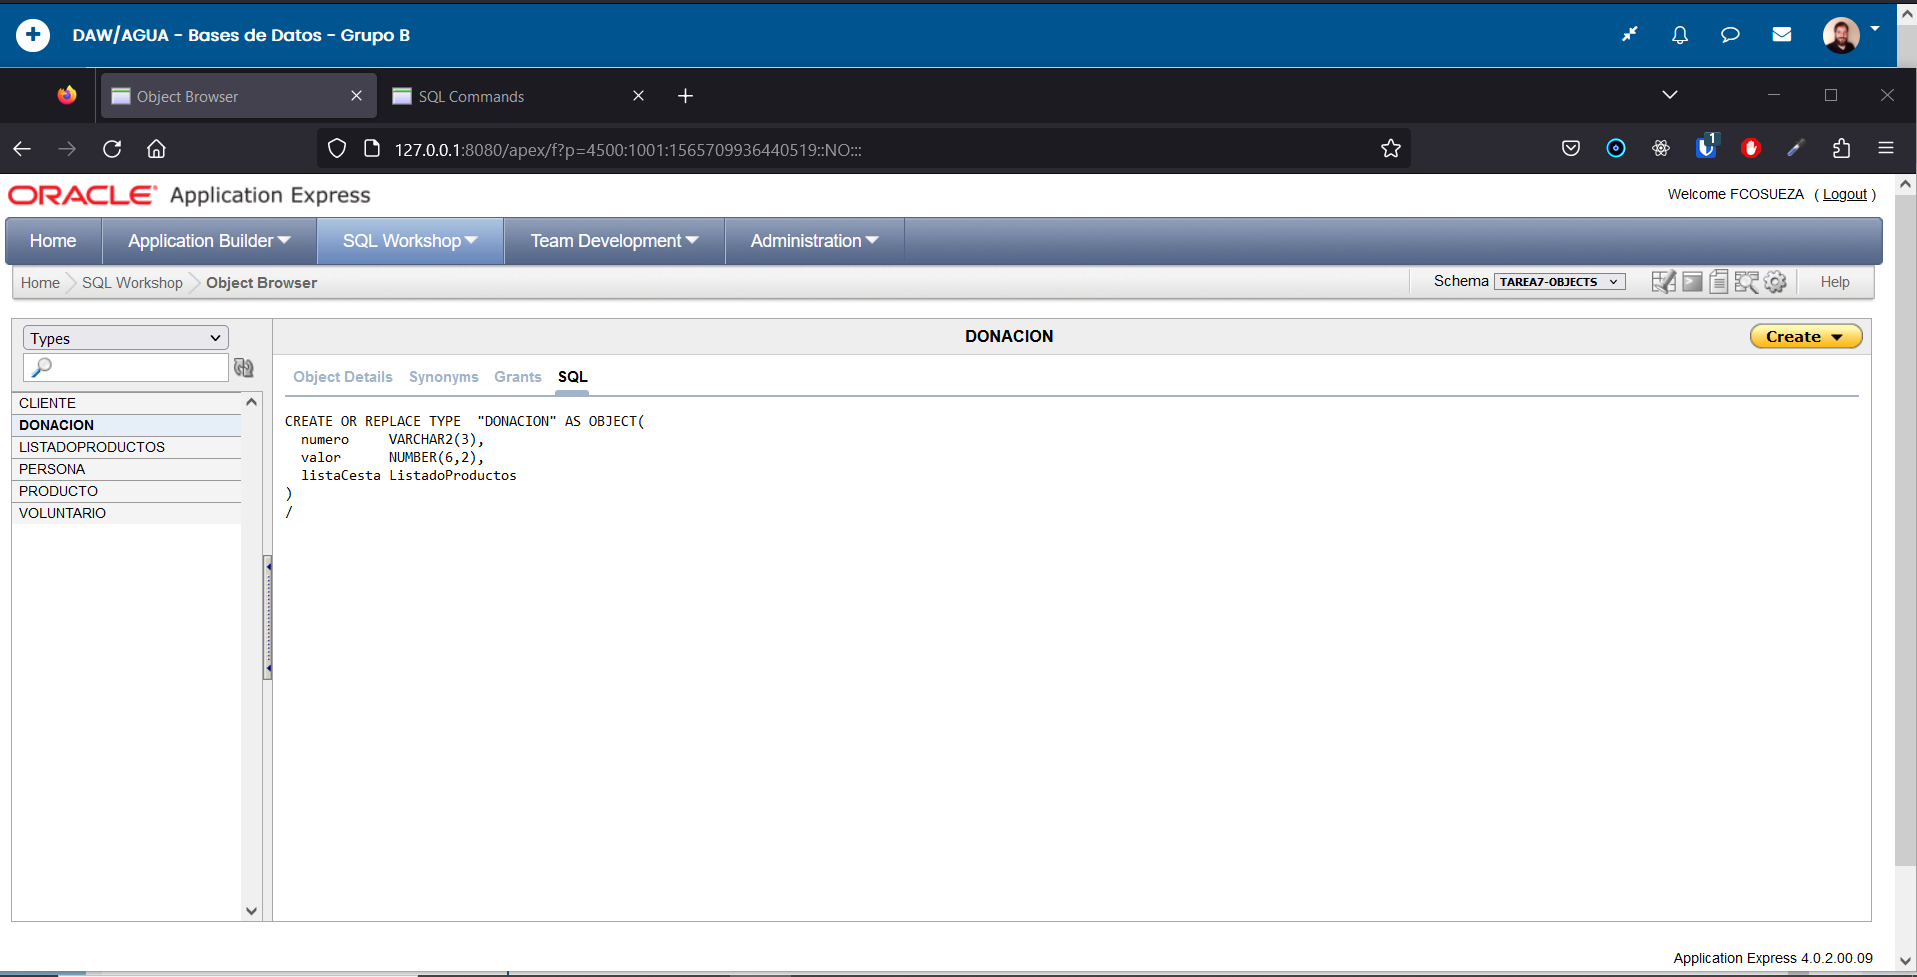 DAW/AGUA - Bases de Datos - Grupo B
Object Browser
SQL Commands
127.0.0.1:8080/apex/f?p=4500:1001:1565709936440519::NO:::
1
ORACLE Application Express
Welcome FCOSUEZA ( Logout )
Home Application Builder SQL Workshop Team Development Administration
Home SQL Workshop Object Browser
Schema TAREA7-OBJECTS Help
Types
CLIENTE
DONACION
LISTADOPRODUCTOS
PERSONA
PRODUCTO
VOLUNTARIO
DONACION
Create
Object Details Synonyms Grants SQL
CREATE OR REPLACE TYPE  "DONACION" AS OBJECT(
  numero     VARCHAR2(3),
  valor      NUMBER(6,2),
  listaCesta ListadoProductos
)
/
Application Express 4.0.2.00.09